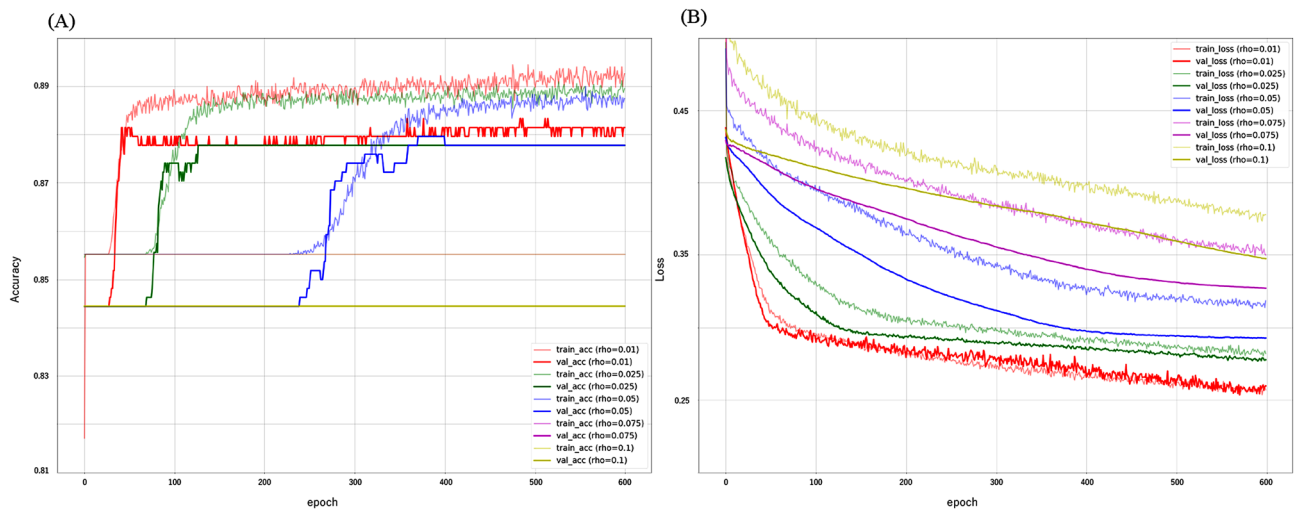 (A)
(B)
0.89
0.87
0.85
0.83
0.81
Accuracy
0
100
200
300
400
500
600
epoch
train_acc (rho=0.01)
val_acc (rho=0.01)
train_acc (rho=0.025)
val_acc (rho=0.025)
train_acc (rho=0.05)
val_acc (rho=0.05)
train_acc (rho=0.075)
val_acc (rho=0.075)
train_acc (rho=0.1)
val_acc (rho=0.1)
0.45
0.35
0.25
Loss
0
100
200
300
400
500
600
epoch
train_loss (rho=0.01)
val_loss (rho=0.01)
train_loss (rho=0.025)
val_loss (rho=0.025)
train_loss (rho=0.05)
val_loss (rho=0.05)
train_loss (rho=0.075)
val_loss (rho=0.075)
train_loss (rho=0.1)
val_loss (rho=0.1)